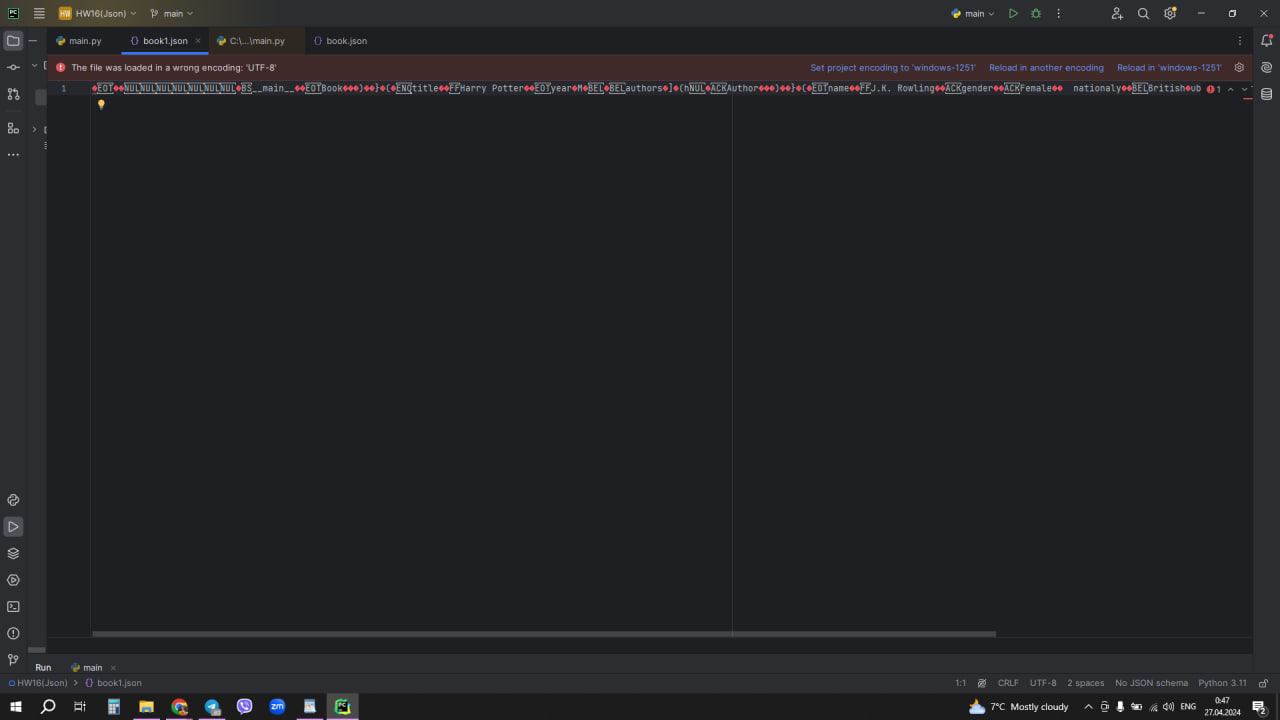 HW HW16(Json) main main
main.py book1.json C:\...\main.py book.json
The file was loaded in a wrong encoding: 'UTF-8' Set project encoding to 'windows-1251' Reload in another encoding Reload in 'windows-1251'
1 �EOT��NULNULNULNULNULNULNUL�BS__main__��EOTBook���)��}�(�ENQtitle��FFHarry Potter��EOTyear�M�BEL�BELauthors�]�(hNUL�ACKAuthor���)��}�(�EOTname��FFJ.K. Rowling��ACKgender��ACKFemale�� nationaly��BELBritish�ub 1
Run main
HW16(Json) > book1.json 1:1 CRLF UTF-8 2 spaces No JSON schema Python 3.11
zm PC 7°C Mostly cloudy ENG 0:47
27.04.2024 2